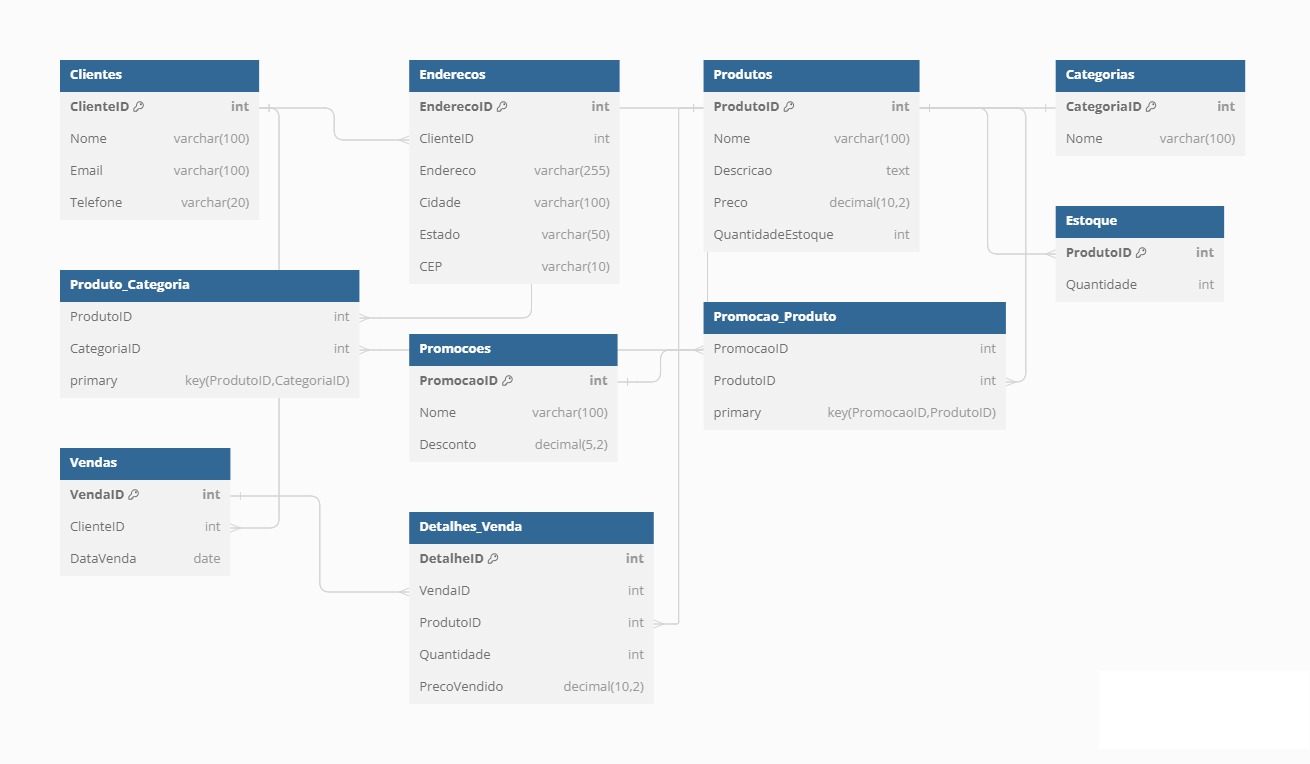 Clientes
ClienteID int
Nome varchar(100)
Email varchar(100)
Telefone varchar(20)
Enderecos
EnderecoID int
ClienteID int
Endereco varchar(255)
Cidade varchar(100)
Estado varchar(50)
CEP varchar(10)
Produtos
ProdutoID int
Nome varchar(100)
Descricao text
Preco decimal(10,2)
QuantidadeEstoque int
Categorias
CategoriaID int
Nome varchar(100)
Estoque
ProdutoID int
Quantidade int
Produto_Categoria
ProdutoID int
CategoriaID int
primary key(ProdutoID,CategoriaID)
Promocoes
PromocaoID int
Nome varchar(100)
Desconto decimal(5,2)
Promocao_Produto
PromocaoID int
ProdutoID int
primary key(PromocaoID,ProdutoID)
Vendas
VendaID int
ClienteID int
DataVenda date
Detalhes_Venda
DetalheID int
VendaID int
ProdutoID int
Quantidade int
PrecoVendido decimal(10,2)